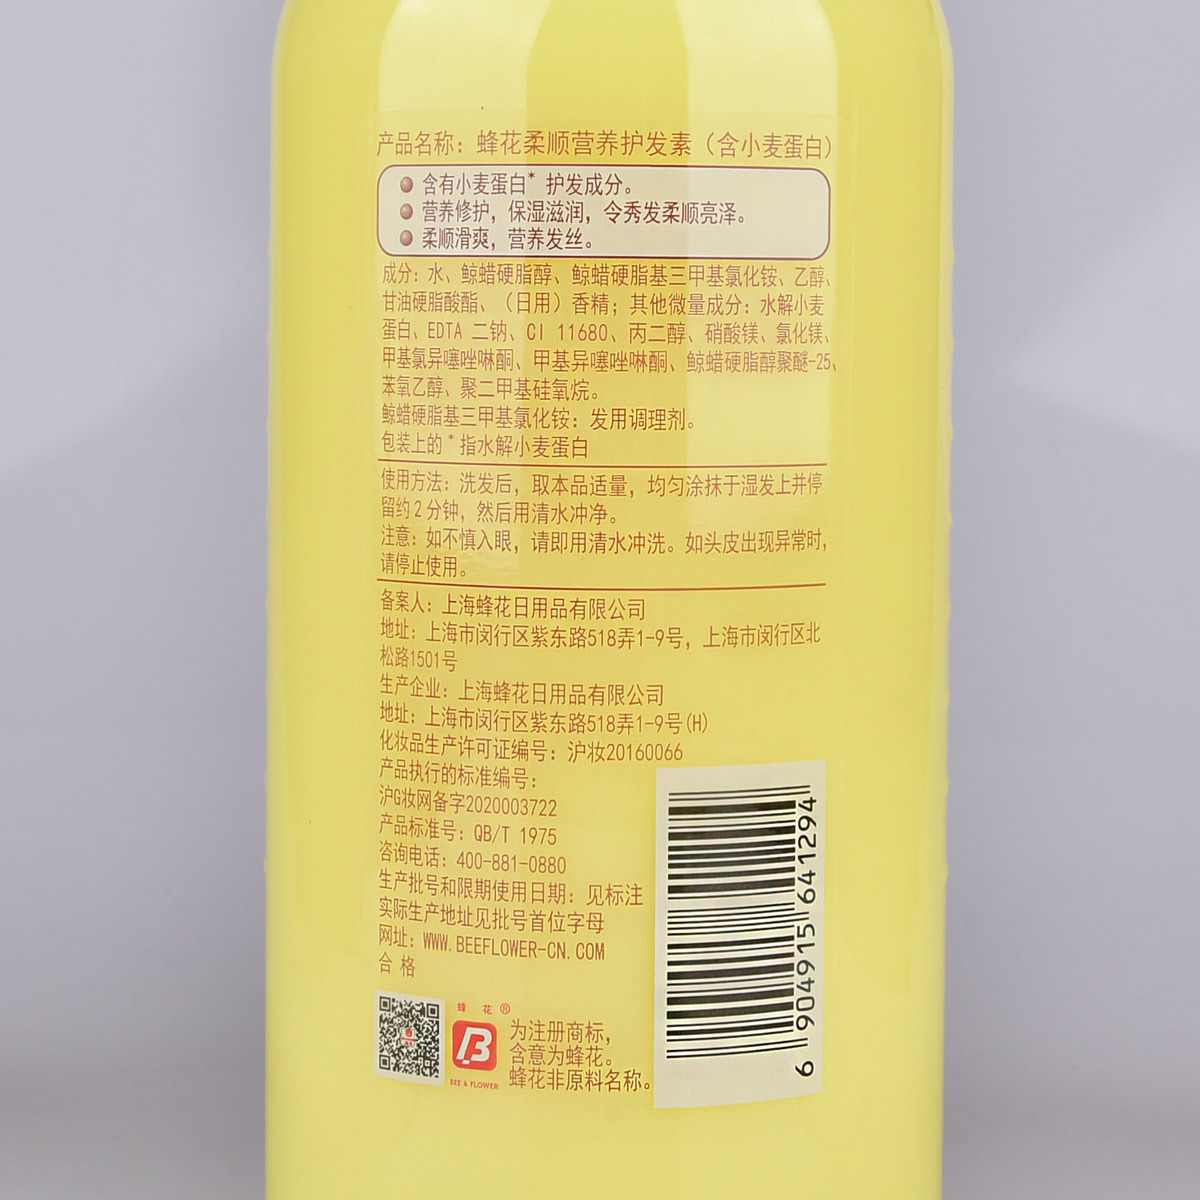 产品名称：蜂花柔顺营养护发素（含小麦蛋白）
含有小麦蛋白* 护发成分。
营养修护，保湿滋润，令秀发柔顺亮泽。
柔顺滑爽，营养发丝。
成分：水、鲸蜡硬脂醇、鲸蜡硬脂基三甲基氯化铵、乙醇、
甘油硬脂酸酯、（日用）香精；其他微量成分：水解小麦
蛋白、EDTA 二钠、CI 11680、丙二醇、硝酸镁、氯化镁、
甲基氯异噻唑啉酮、甲基异噻唑啉酮、鲸蜡硬脂醇聚醚-25、
苯氧乙醇、聚二甲基硅氧烷。
鲸蜡硬脂基三甲基氯化铵：发用调理剂。
包装上的 * 指水解小麦蛋白
使用方法：洗发后，取本品适量，均匀涂抹于湿发上并停
留约2分钟，然后用清水冲净。
注意：如不慎入眼，请即用清水冲洗。如头皮出现异常时，
请停止使用。
备案人：上海蜂花日用品有限公司
地址：上海市闵行区紫东路518弄1-9号，上海市闵行区北
松路1501号
生产企业：上海蜂花日用品有限公司
地址：上海市闵行区紫东路518弄1-9号(H)
化妆品生产许可证编号：沪妆20160066
产品执行的标准编号：
沪G妆网备字2020003722
产品标准号：QB/T 1975
咨询电话：400-881-0880
生产批号和限期使用日期：见标注
实际生产地址见批号首位字母
网址：WWW.BEEFLOWER-CN.COM
合格
蜂 花®
BEE & FLOWER
为注册商标，
含意为蜂花。
蜂花非原料名称。
6 904915 641294